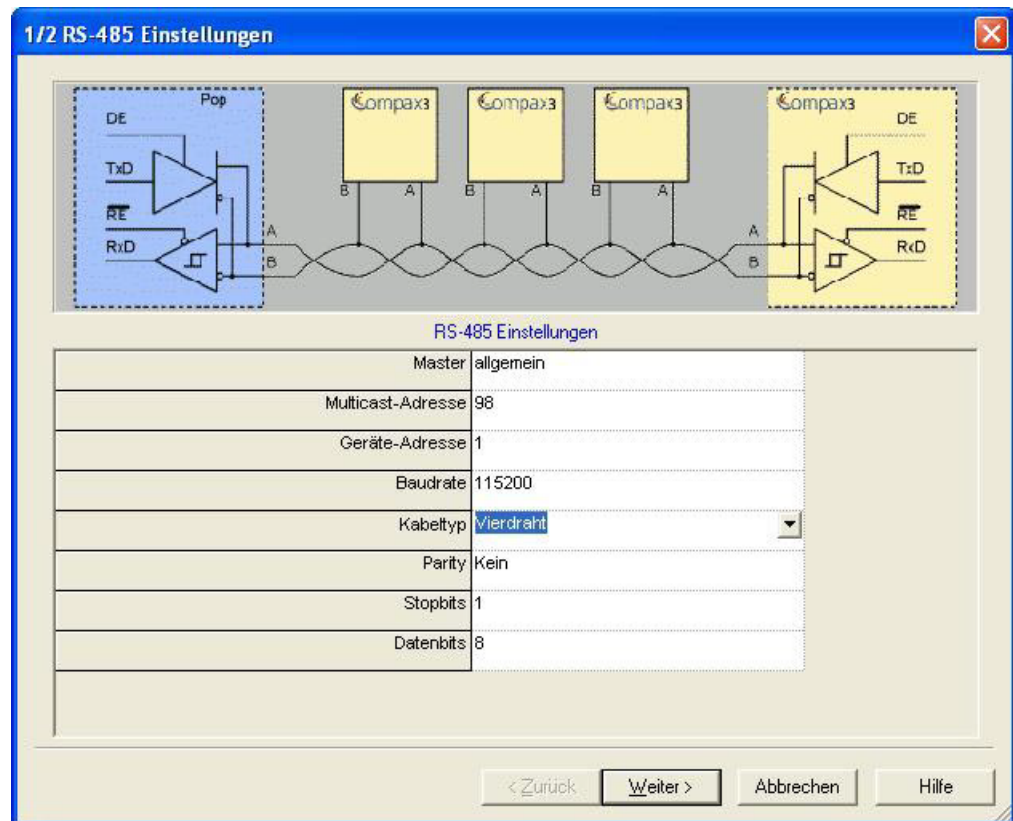 1/2 RS-485 Einstellungen
Pop
DE
TxD
RE
RxD
A
B
Compax3
B A
Compax3
B A
Compax3
B A
Compax3
DE
TxD
RE
RxD
A
B
RS-485 Einstellungen
Master allgemein
Multicast-Adresse 98
Geräte-Adresse 1
Baudrate 115200
Kabeltyp Vierdraht
Parity Kein
Stopbits 1
Datenbits 8
< Zurück Weiter > Abbrechen Hilfe